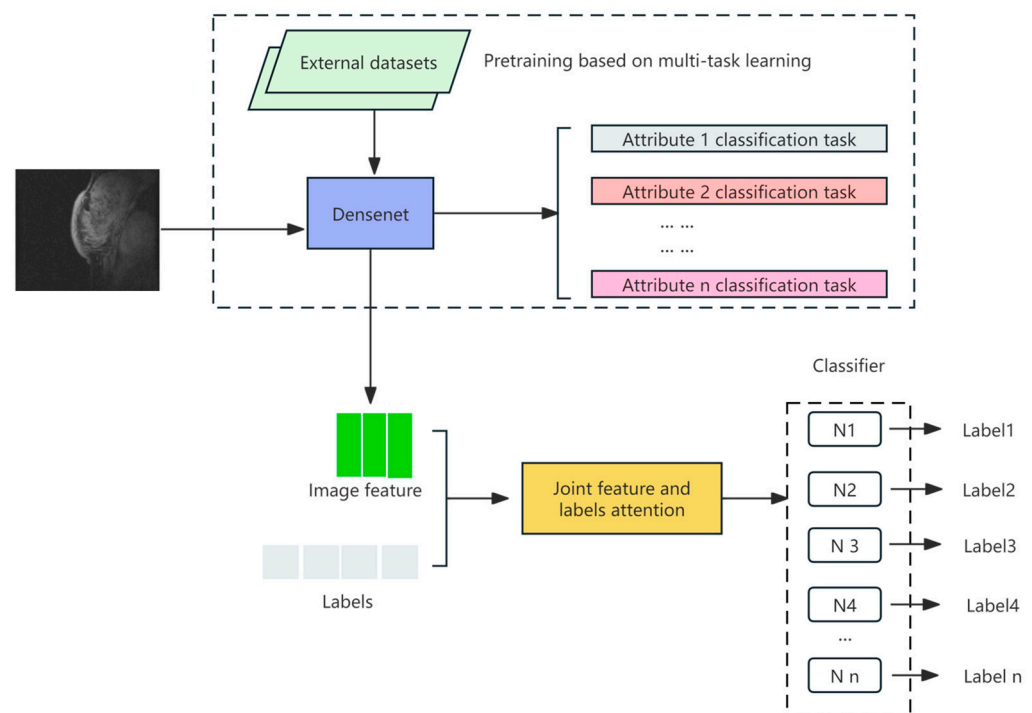 External datasets
Pretraining based on multi-task learning
Attribute 1 classification task
Densenet
Attribute 2 classification task
... ...
... ...
Attribute n classification task
Classifier
N1
Label1
Image feature
Joint feature and
labels attention
N2
Label2
N 3
Label3
Labels
N4
Label4
...
N n
Label n